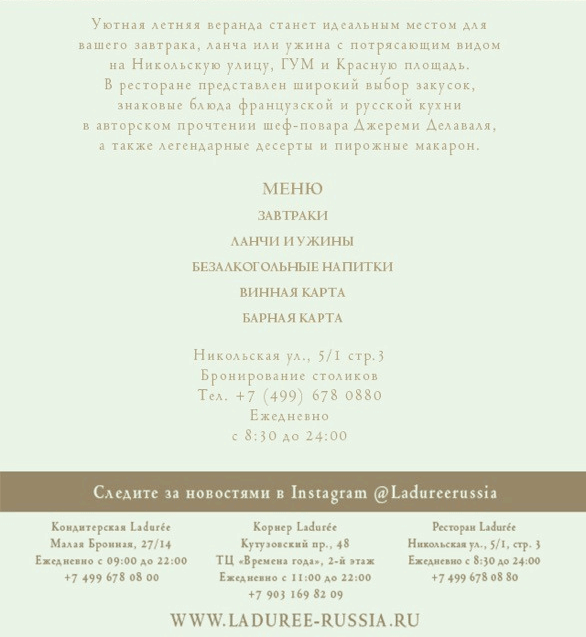 Уютная летняя веранда станет идеальным местом для
вашего завтрака, ланча или ужина с потрясающим видом
на Никольскую улицу, ГУМ и Красную площадь.
В ресторане представлен широкий выбор закусок,
знаковые блюда французской и русской кухни
в авторском прочтении шеф-повара Джереми Делаваля,
а также легендарные десерты и пирожные макарон.
МЕНЮ
ЗАВТРАКИ
ЛАНЧИ И УЖИНЫ
БЕЗАЛКОГОЛЬНЫЕ НАПИТКИ
ВИННАЯ КАРТА
БАРНАЯ КАРТА
Никольская ул., 5/1 стр.3
Бронирование столиков
Тел. +7 (499) 678 0880
Ежедневно
с 8:30 до 24:00
Следите за новостями в Instagram @Ladureerussia
Кондитерская Ladurée
Малая Бронная, 27/14
Ежедневно с 09:00 до 22:00
+7 499 678 08 00
Корнер Ladurée
Кутузовский пр., 48
ТЦ «Времена года», 2-й этаж
Ежедневно с 11:00 до 22:00
+7 903 169 82 09
Ресторан Ladurée
Никольская ул., 5/1, стр. 3
Ежедневно с 8:30 до 24:00
+7 499 678 08 80
WWW.LADUREE-RUSSIA.RU